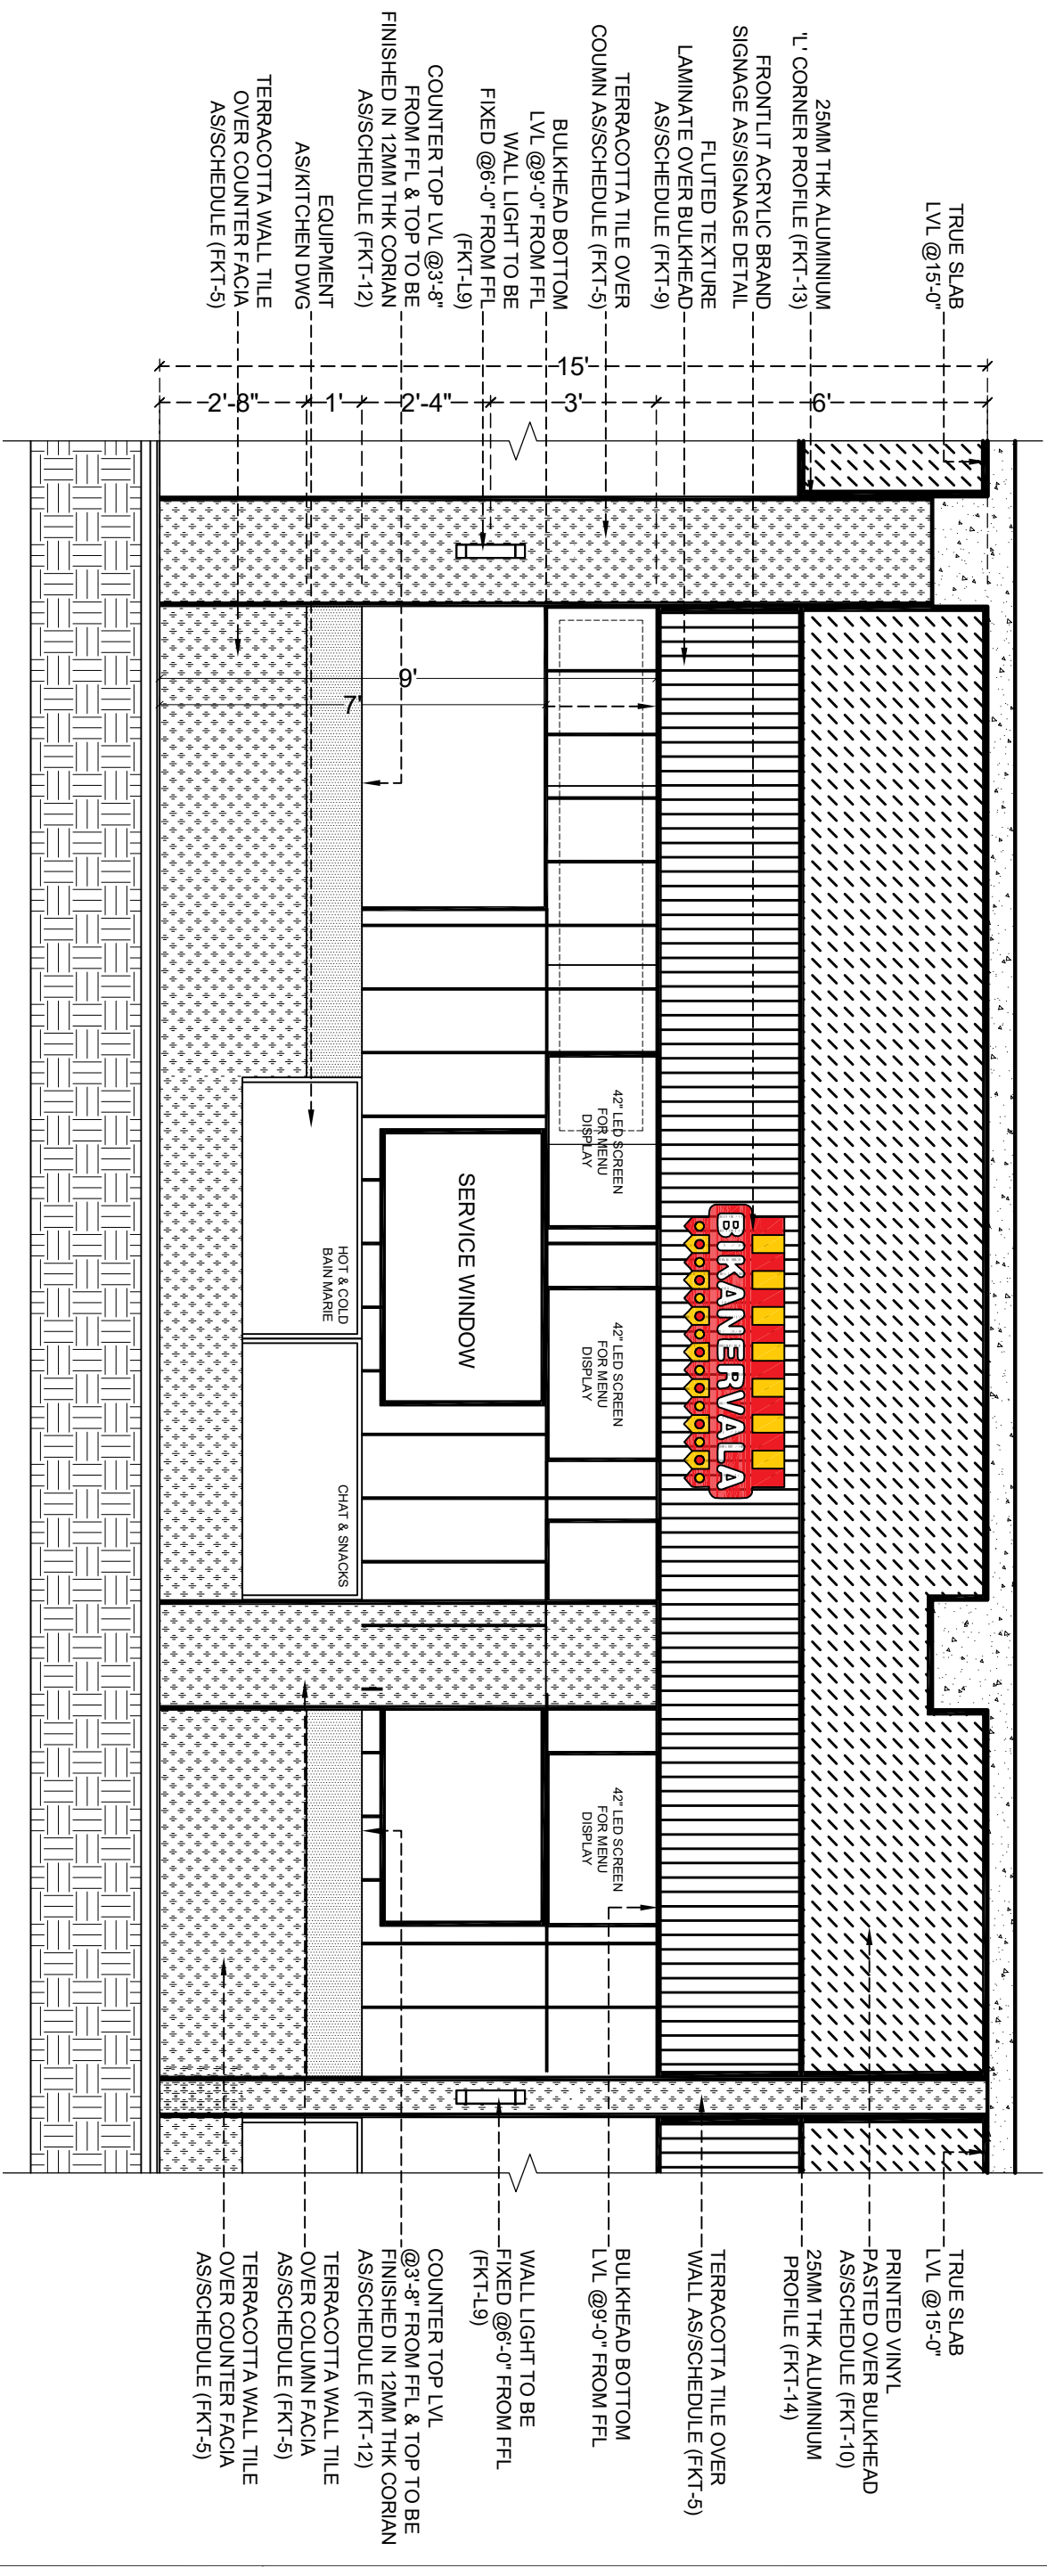 TRUE SLAB
LVL @15'-0"
25MM THK ALUMINIUM
'L' CORNER PROFILE (FKT-13)
FRONTLIT ACRYLIC BRAND
SIGNAGE AS/SIGNAGE DETAIL
FLUTED TEXTURE
LAMINATE OVER BULKHEAD
AS/SCHEDULE (FKT-9)
TERRACOTTA TILE OVER
COUMN AS/SCHEDULE (FKT-5)
BULKHEAD BOTTOM
LVL @9'-0" FROM FFL
WALL LIGHT TO BE
FIXED @6'-0" FROM FFL
(FKT-L9)
COUNTER TOP LVL @3'-8"
FROM FFL & TOP TO BE
FINISHED IN 12MM THK CORIAN
AS/SCHEDULE (FKT-12)
EQUIPMENT
AS/KITCHEN DWG
TERRACOTTA WALL TILE
OVER COUNTER FACIA
AS/SCHEDULE (FKT-5)
15'
6'
3'
2'-4"
1'
2'-8"
9'
7'
BIKANERVALA
42" LED SCREEN
FOR MENU
DISPLAY
42" LED SCREEN
FOR MENU
DISPLAY
42" LED SCREEN
FOR MENU
DISPLAY
SERVICE WINDOW
HOT & COLD
BAIN MARIE
CHAT & SNACKS
TRUE SLAB
LVL @15'-0"
PRINTED VINYL
PASTED OVER BULKHEAD
AS/SCHEDULE (FKT-10)
25MM THK ALUMINIUM
PROFILE (FKT-14)
TERRACOTTA TILE OVER
WALL AS/SCHEDULE (FKT-5)
BULKHEAD BOTTOM
LVL @9'-0" FROM FFL
WALL LIGHT TO BE
FIXED @6'-0" FROM FFL
(FKT-L9)
COUNTER TOP LVL
@3'-8" FROM FFL & TOP TO BE
FINISHED IN 12MM THK CORIAN
AS/SCHEDULE (FKT-12)
TERRACOTTA WALL TILE
OVER COLUMN FACIA
AS/SCHEDULE (FKT-5)
TERRACOTTA WALL TILE
OVER COUNTER FACIA
AS/SCHEDULE (FKT-5)